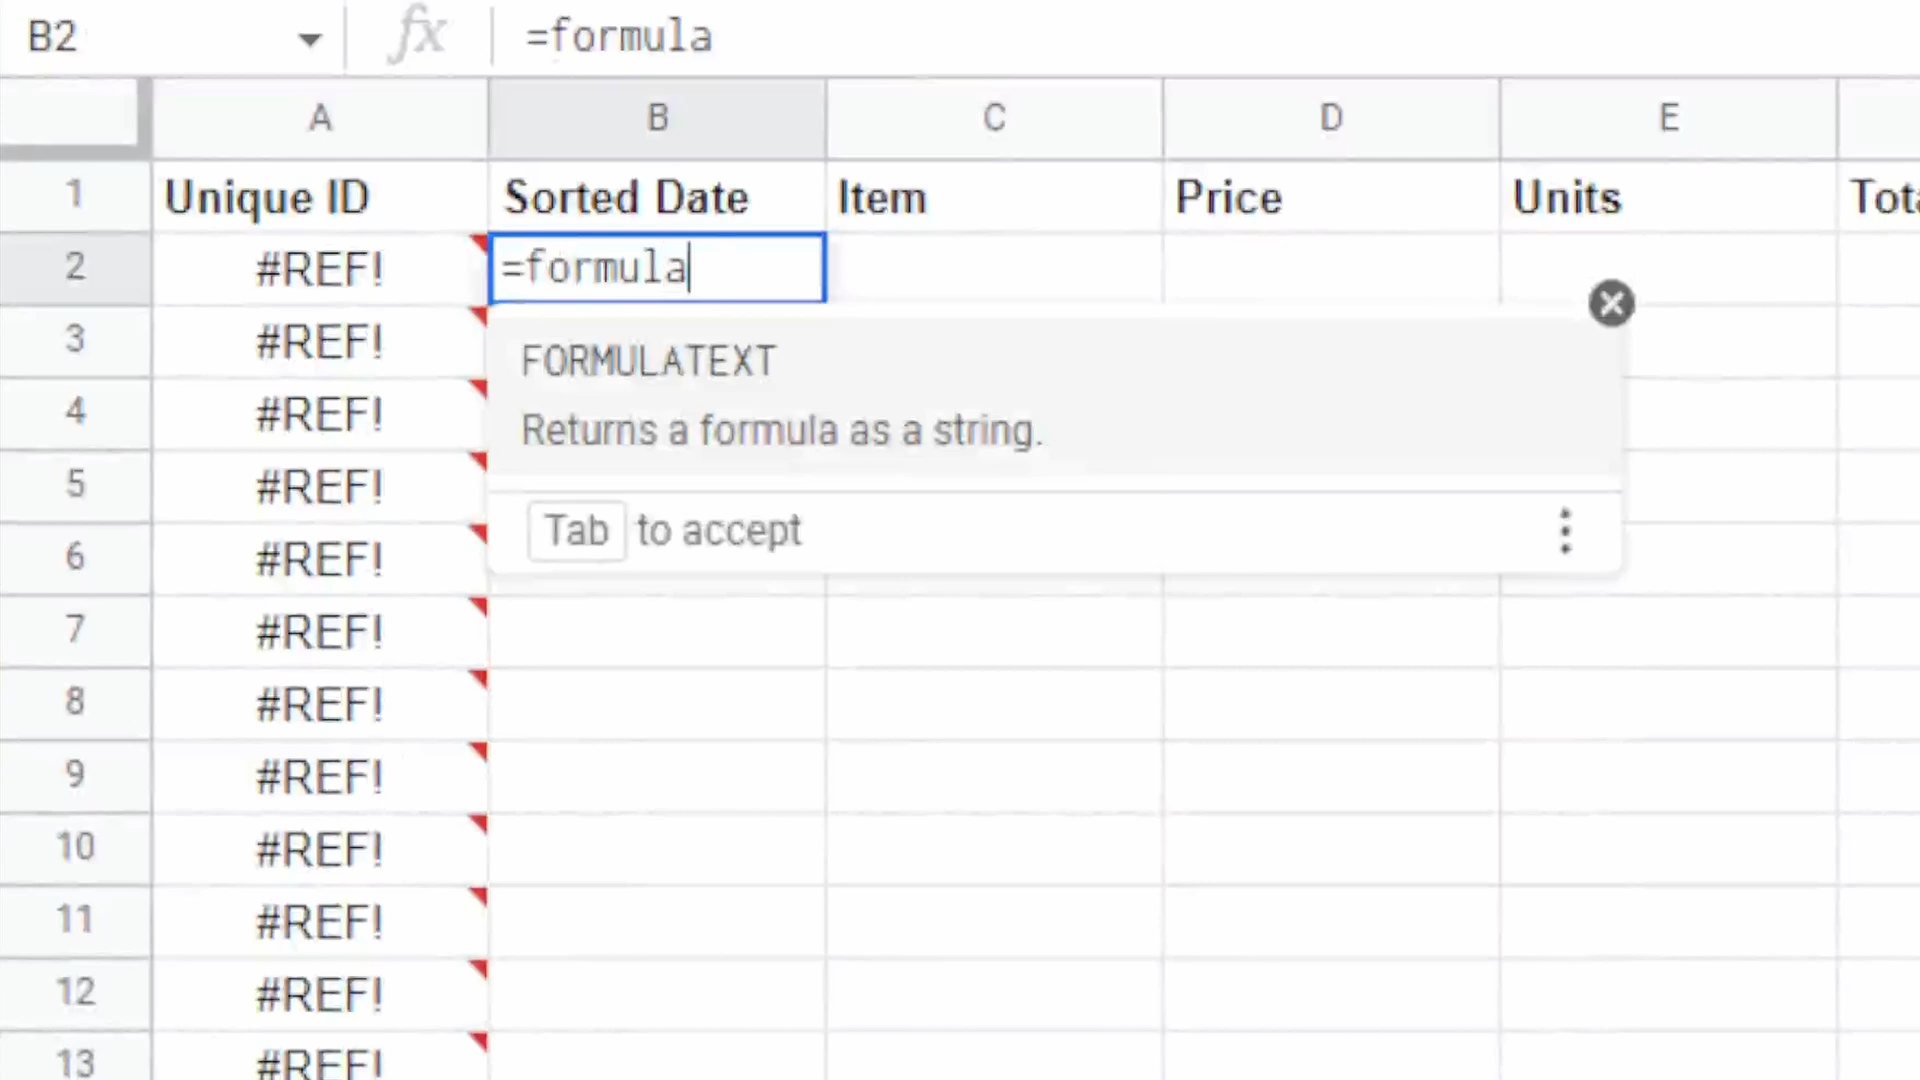 B2 fx =formula
A B C D E
1 Unique ID Sorted Date Item Price Units Tota
2 #REF! =formula
3 #REF!
FORMULATEXT
4 #REF!
Returns a formula as a string.
5 #REF!
6 #REF!
Tab to accept
7 #REF!
8 #REF!
9 #REF!
10 #REF!
11 #REF!
12 #REF!
13 #REF!